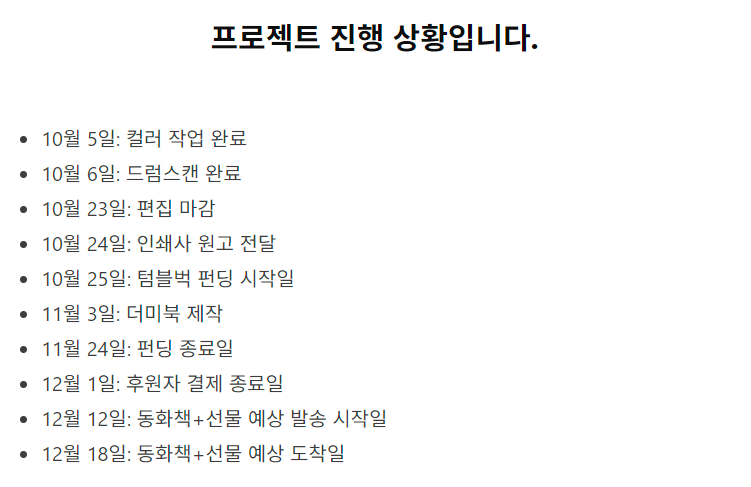 프로젝트 진행 상황입니다.
• 10월 5일: 컬러 작업 완료
• 10월 6일: 드럼스캔 완료
• 10월 23일: 편집 마감
• 10월 24일: 인쇄사 원고 전달
• 10월 25일: 텀블벅 펀딩 시작일
• 11월 3일: 더미북 제작
• 11월 24일: 펀딩 종료일
• 12월 1일: 후원자 결제 종료일
• 12월 12일: 동화책+선물 예상 발송 시작일
• 12월 18일: 동화책+선물 예상 도착일